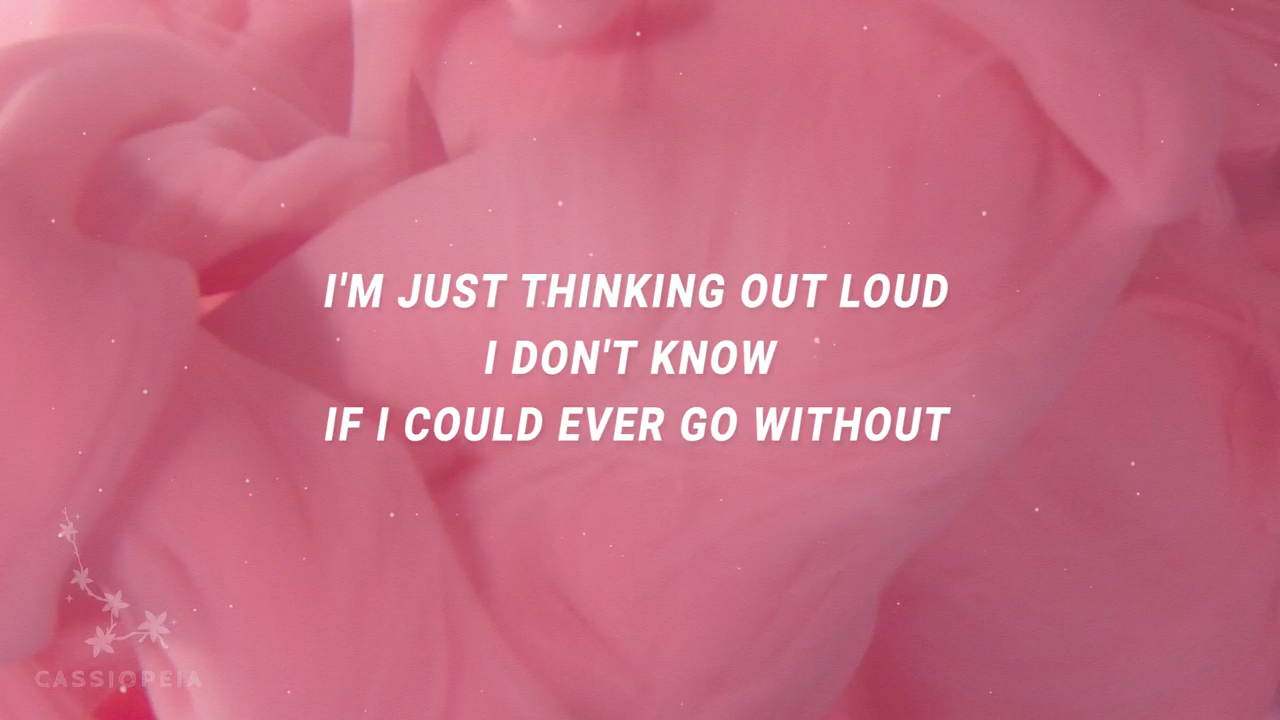 I'M JUST THINKING OUT LOUD
I DON'T KNOW
IF I COULD EVER GO WITHOUT
CASSIOPEIA